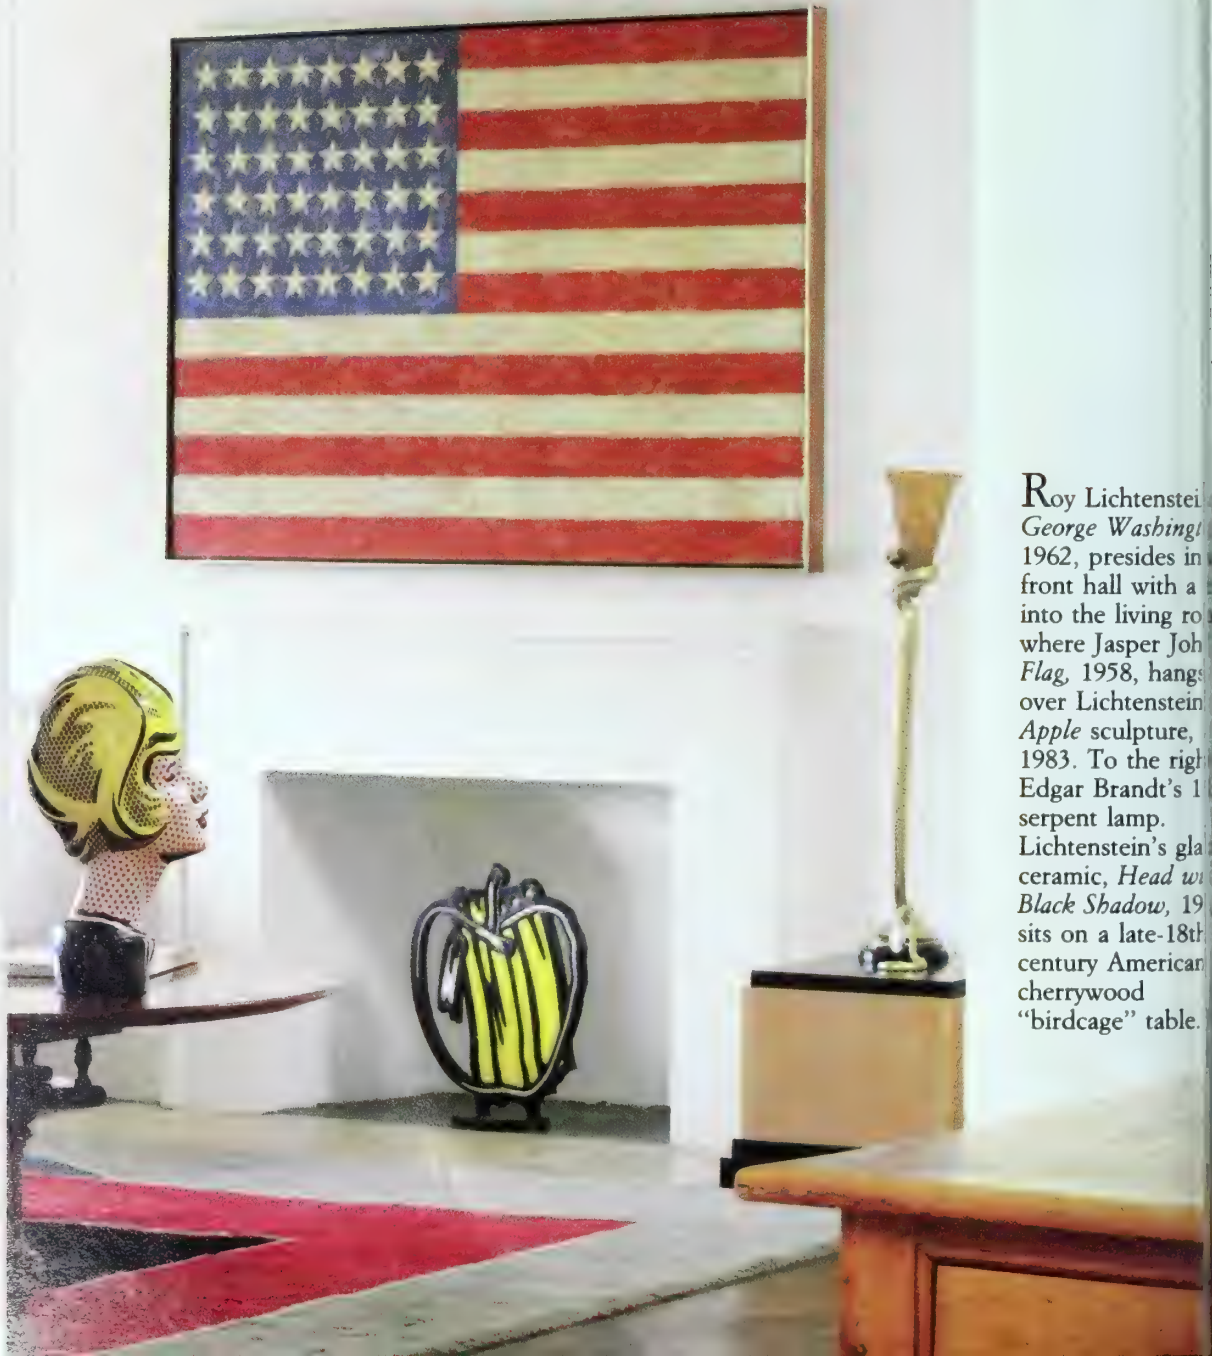 Roy Lichtenstei
George Washingt
1962, presides in
front hall with a
into the living ro
where Jasper Joh
Flag, 1958, hangs
over Lichtenstein
Apple sculpture,
1983. To the righ
Edgar Brandt's 1
serpent lamp.
Lichtenstein's gla
ceramic, Head wi
Black Shadow, 19
sits on a late-18th
century American
cherrywood
"birdcage" table.